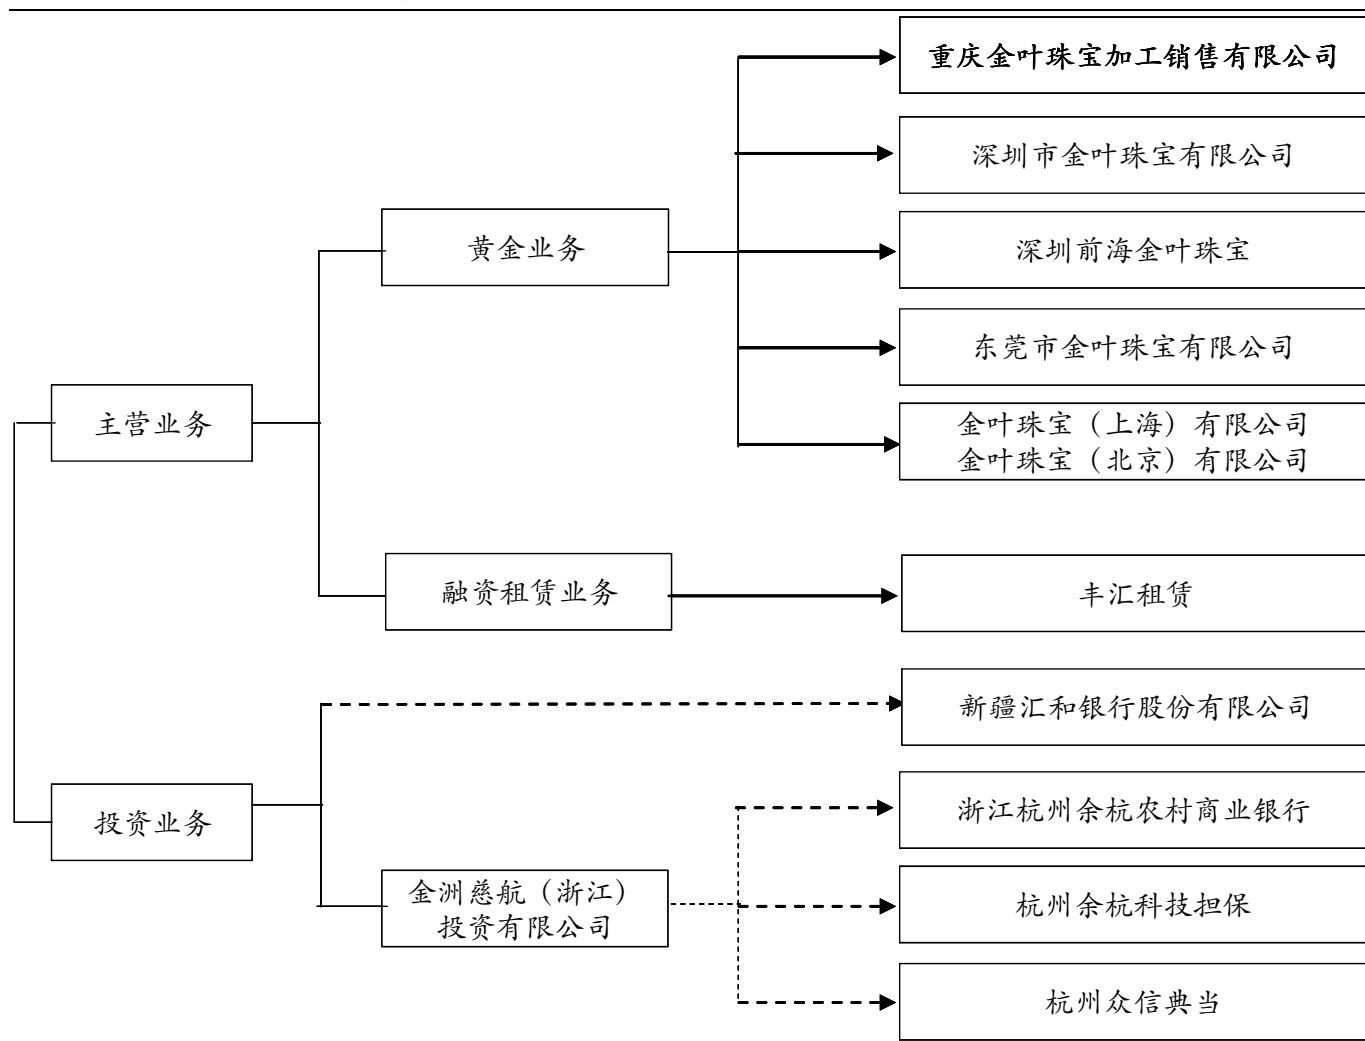 重庆金叶珠宝加工销售有限公司
深圳市金叶珠宝有限公司
黄金业务
深圳前海金叶珠宝
东莞市金叶珠宝有限公司
主营业务
金叶珠宝（上海）有限公司
金叶珠宝（北京）有限公司
融资租赁业务
丰汇租赁
新疆汇和银行股份有限公司
投资业务
浙江杭州余杭农村商业银行
金洲慈航（浙江）
投资有限公司
杭州余杭科技担保
杭州众信典当